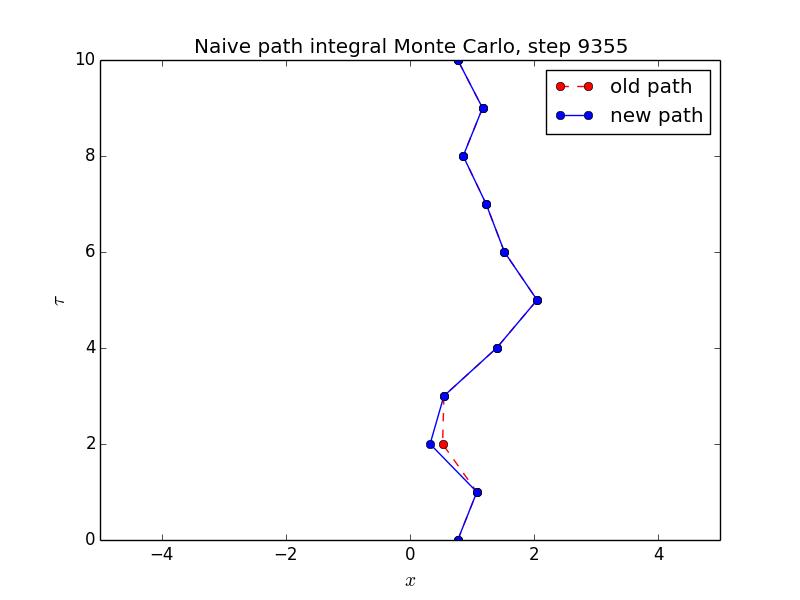 Naive path integral Monte Carlo, step 9355
10
old path
new path
8
6
τ
4
2
0
−4 −2 0 2 4
x